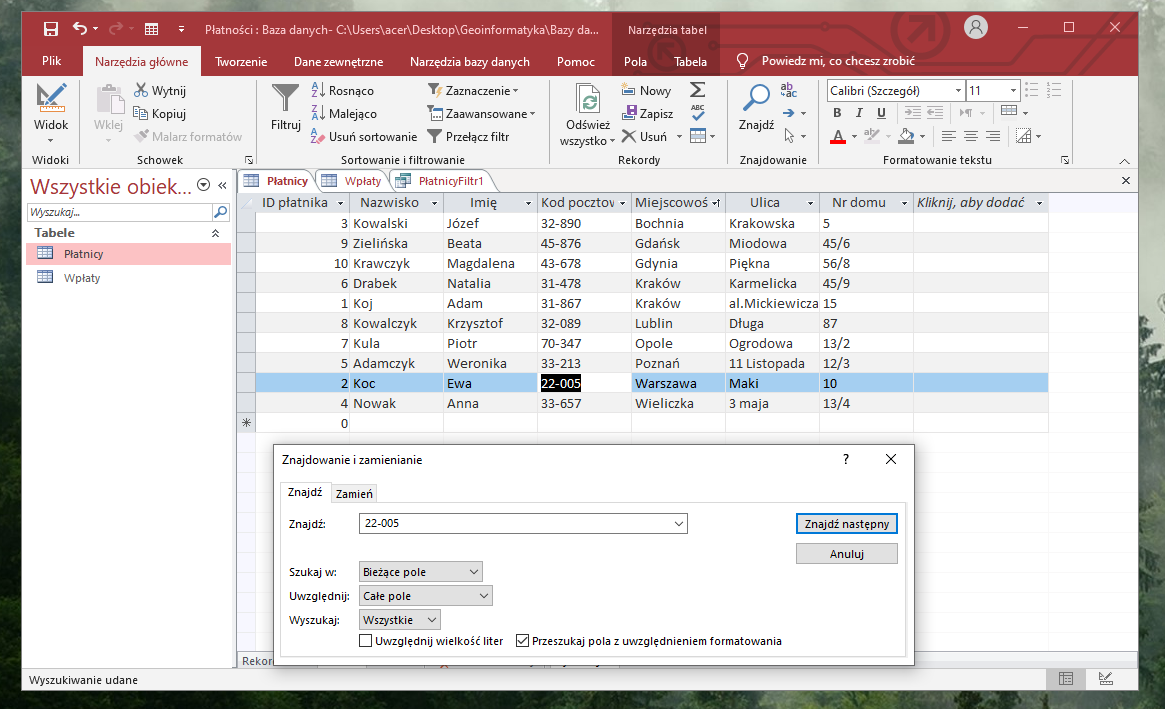 Płatności : Baza danych- C:\Users\acer\Desktop\Geoinformatyka\Bazy da...
Narzędzia tabel
Plik
Narzędzia główne
Tworzenie
Dane zewnętrzne
Narzędzia bazy danych
Pomoc
Pola
Tabela
Powiedz mi, co chcesz zrobić
Widok
Widoki
Wklej
Wytnij
Kopiuj
Malarz formatów
Schowek
Filtruj
Rosnąco
Malejąco
Usuń sortowanie
Zaznaczenie
Zaawansowane
Przełącz filtr
Sortowanie i filtrowanie
Odśwież
wszystko
Nowy
Zapisz
Usuń
Rekordy
Znajdź
Znajdowanie
Calibri (Szczegół)
11
B I U
A
Formatowanie tekstu
Wszystkie obiek...
Wyszukaj...
Tabele
Płatnicy
Wpłaty
Płatnicy
Wpłaty
PłatnicyFiltr1
ID płatnika Nazwisko Imię Kod pocztow Miejscowoś Ulica Nr domu Kliknij, aby dodać
3 Kowalski Józef 32-890 Bochnia Krakowska 5
9 Zielińska Beata 45-876 Gdańsk Miodowa 45/6
10 Krawczyk Magdalena 43-678 Gdynia Piękna 56/8
6 Drabek Natalia 31-478 Kraków Karmelicka 45/9
1 Koj Adam 31-867 Kraków al.Mickiewicza 15
8 Kowalczyk Krzysztof 32-089 Lublin Długa 87
7 Kula Piotr 70-347 Opole Ogrodowa 13/2
5 Adamczyk Weronika 33-213 Poznań 11 Listopada 12/3
2 Koc Ewa 22-005 Warszawa Maki 10
4 Nowak Anna 33-657 Wieliczka 3 maja 13/4
0
Znajdowanie i zamienianie
?
Znajdź
Zamień
Znajdź:
22-005
Znajdź następny
Anuluj
Szukaj w:
Bieżące pole
Uwzględnij:
Całe pole
Wyszukaj:
Wszystkie
Uwzględnij wielkość liter
Przeszukaj pola z uwzględnieniem formatowania
Rekor
Wyszukiwanie udane